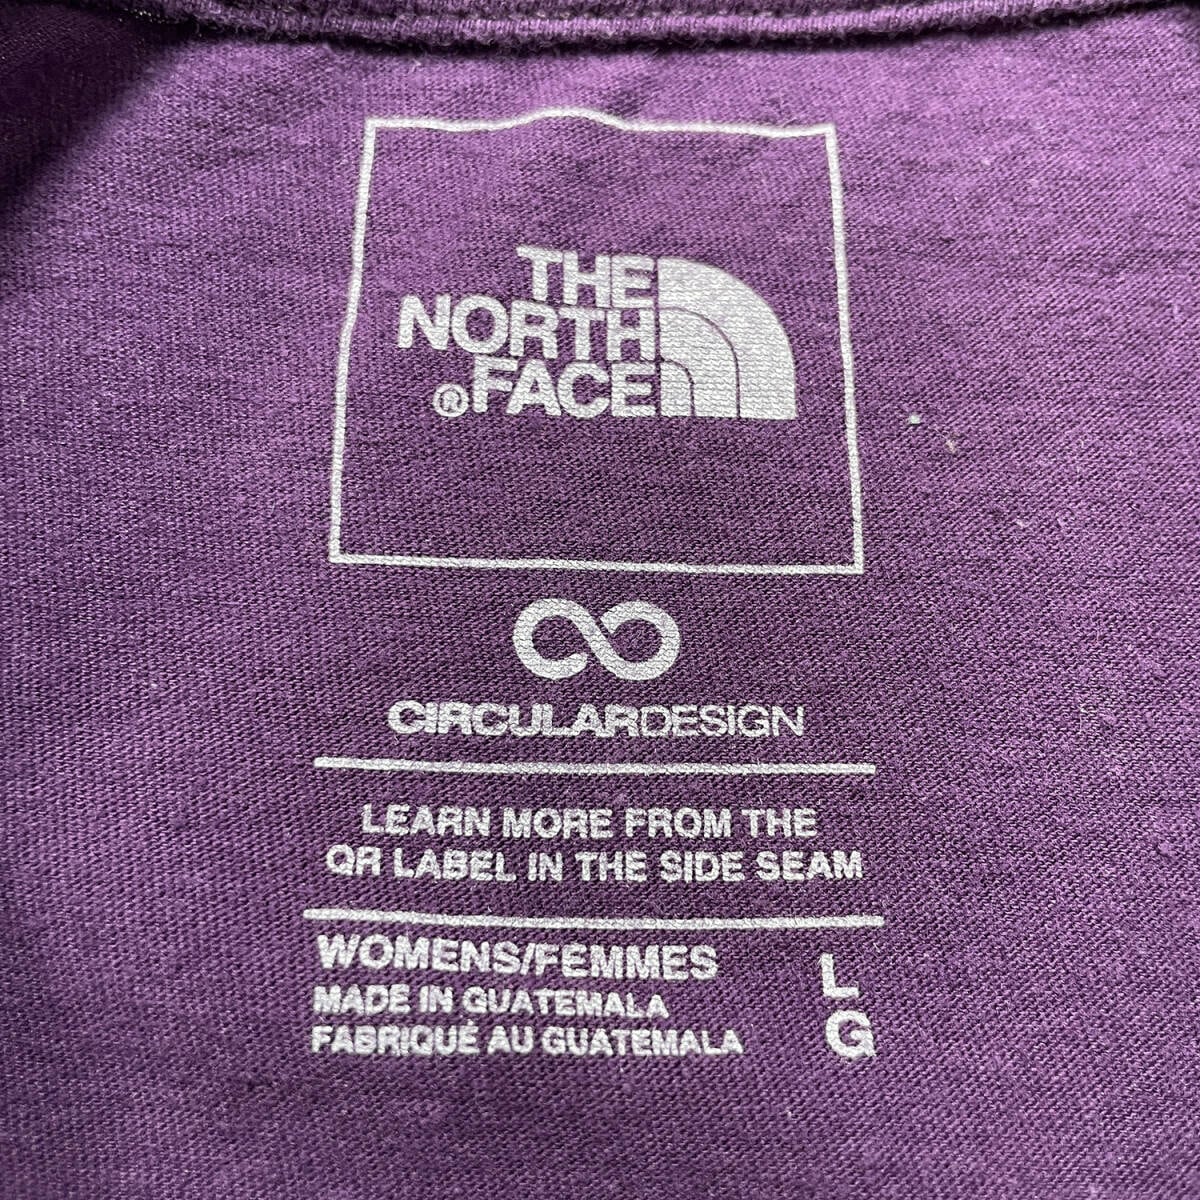 THE
NORTH
®FACE
CIRCULARDESIGN
LEARN MORE FROM THE
QR LABEL IN THE SIDE SEAM
WOMENS/FEMMES L
MADE IN GUATEMALA
FABRIQUÉ AU GUATEMALA G